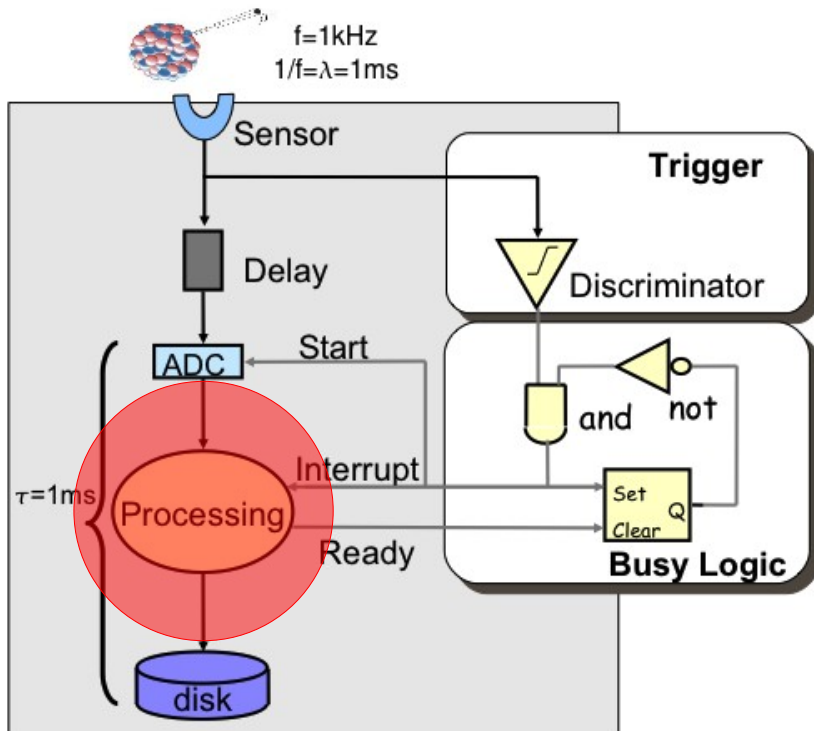 f=1kHz
1/f=λ=1ms
Sensor
Trigger
Delay
Discriminator
Start
ADC
and
not
Interrupt
τ=1ms
Processing
Set
Q
Clear
Ready
Busy Logic
disk